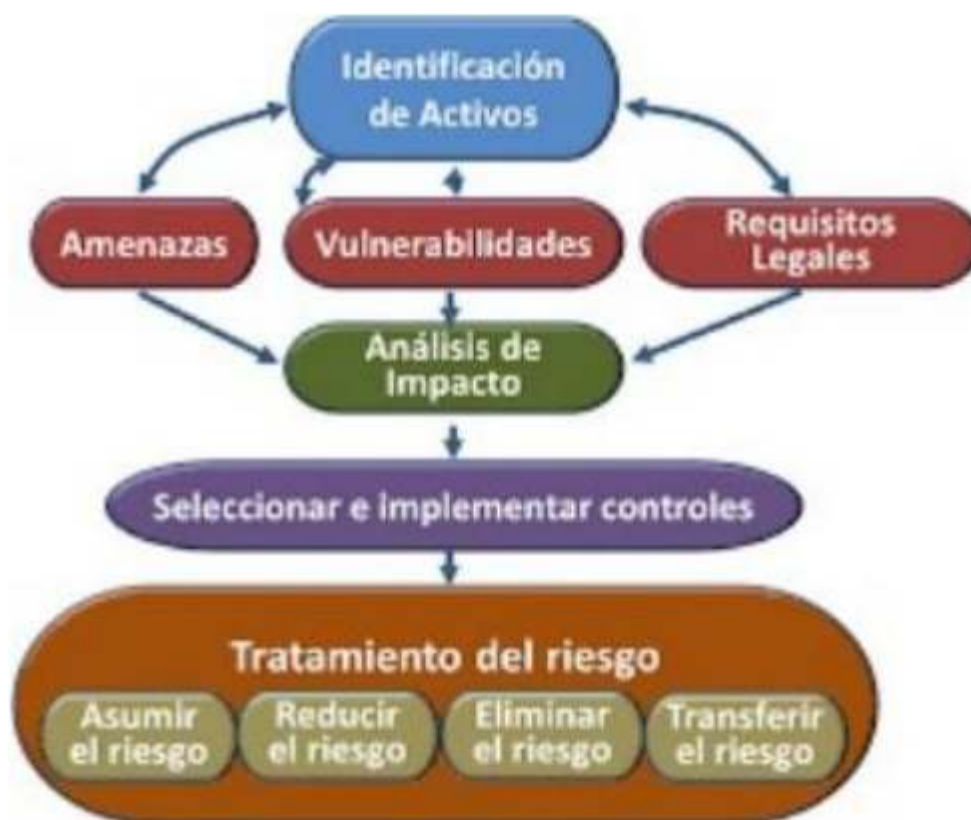 Identificación
de Activos
Amenazas
Vulnerabilidades
Requisitos
Legales
Análisis de
Impacto
Seleccionar e implementar controles
Tratamiento del riesgo
Asumir
el riesgo
Reducir
el riesgo
Eliminar
el riesgo
Transferir
el riesgo